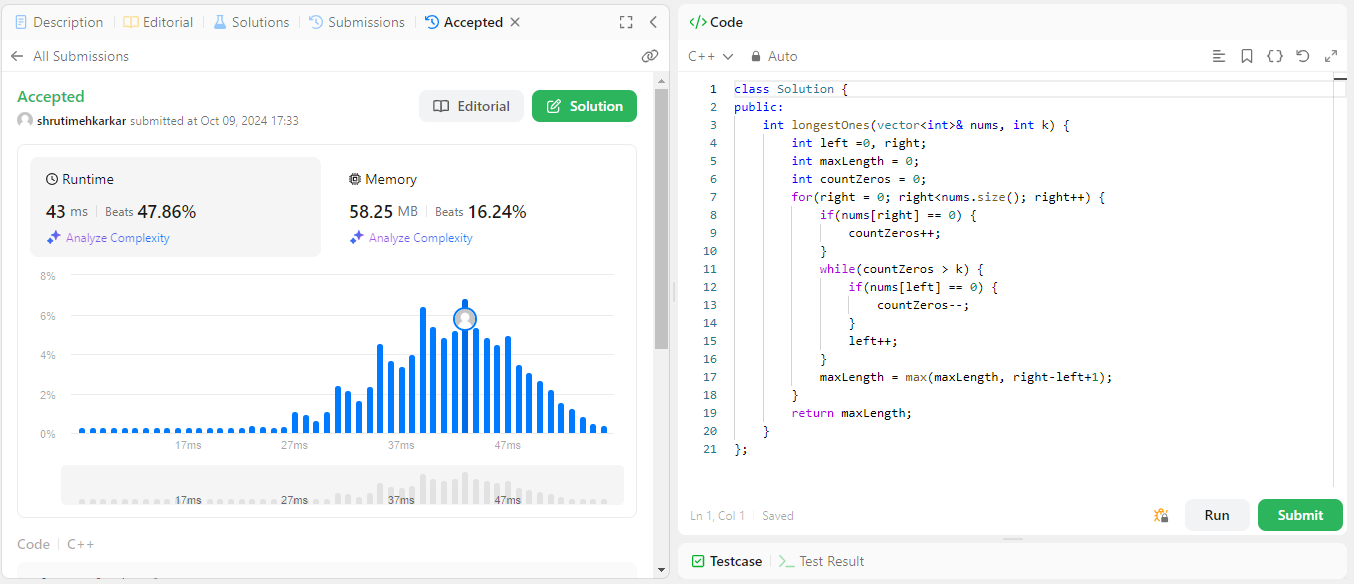 Description Editorial Solutions Submissions Accepted
All Submissions
Accepted
Editorial
Solution
shrutimehkarkar submitted at Oct 09, 2024 17:33
Runtime
43 ms Beats 47.86%
Analyze Complexity
Memory
58.25 MB Beats 16.24%
Analyze Complexity
8%
6%
4%
2%
0%
17ms 27ms 37ms 47ms
17ms 27ms 37ms 47ms
Code C++
</> Code
C++ Auto
1 class Solution {
2 public:
3     int longestOnes(vector<int>& nums, int k) {
4         int left =0, right;
5         int maxLength = 0;
6         int countZeros = 0;
7         for(right = 0; right<nums.size(); right++) {
8             if(nums[right] == 0) {
9                 countZeros++;
10             }
11             while(countZeros > k) {
12                 if(nums[left] == 0) {
13                     countZeros--;
14                 }
15                 left++;
16             }
17             maxLength = max(maxLength, right-left+1);
18         }
19         return maxLength;
20     }
21 };
Ln 1, Col 1 Saved
Run
Submit
Testcase Test Result